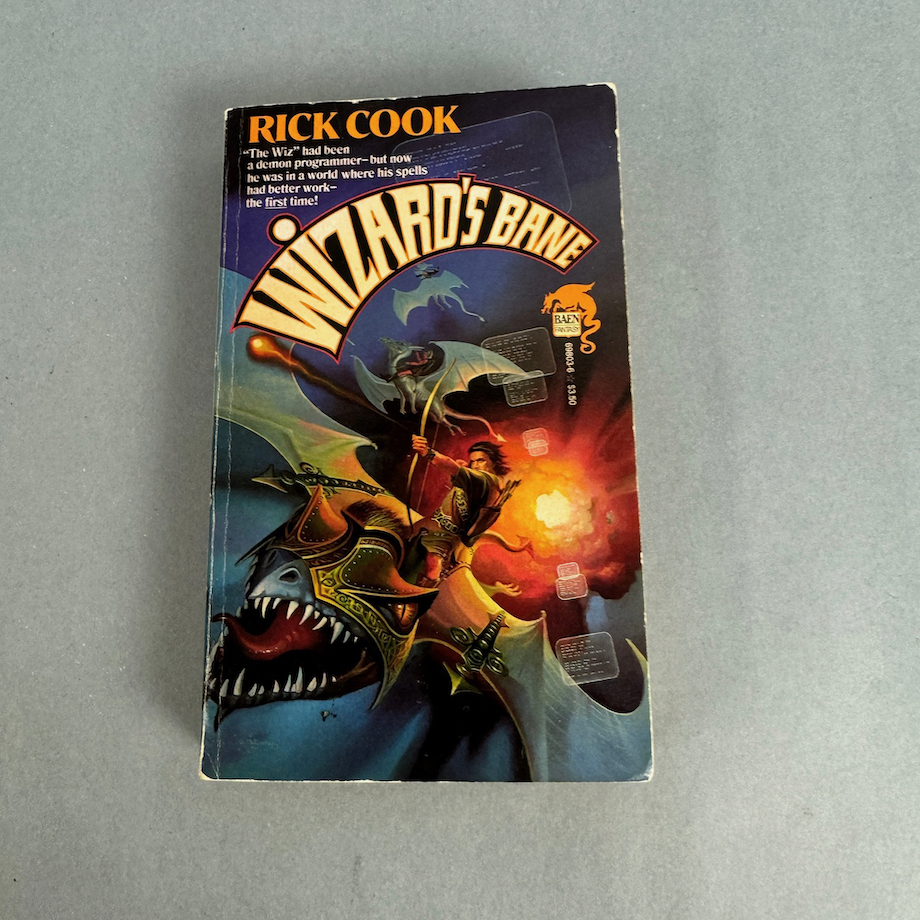 RICK COOK
“The Wiz” had been
a demon programmer—but now
he was in a world where his spells
had better work—
the first time!
WIZARD'S BANE
BAEN
FANTASY
69803-6 ☆ $3.50